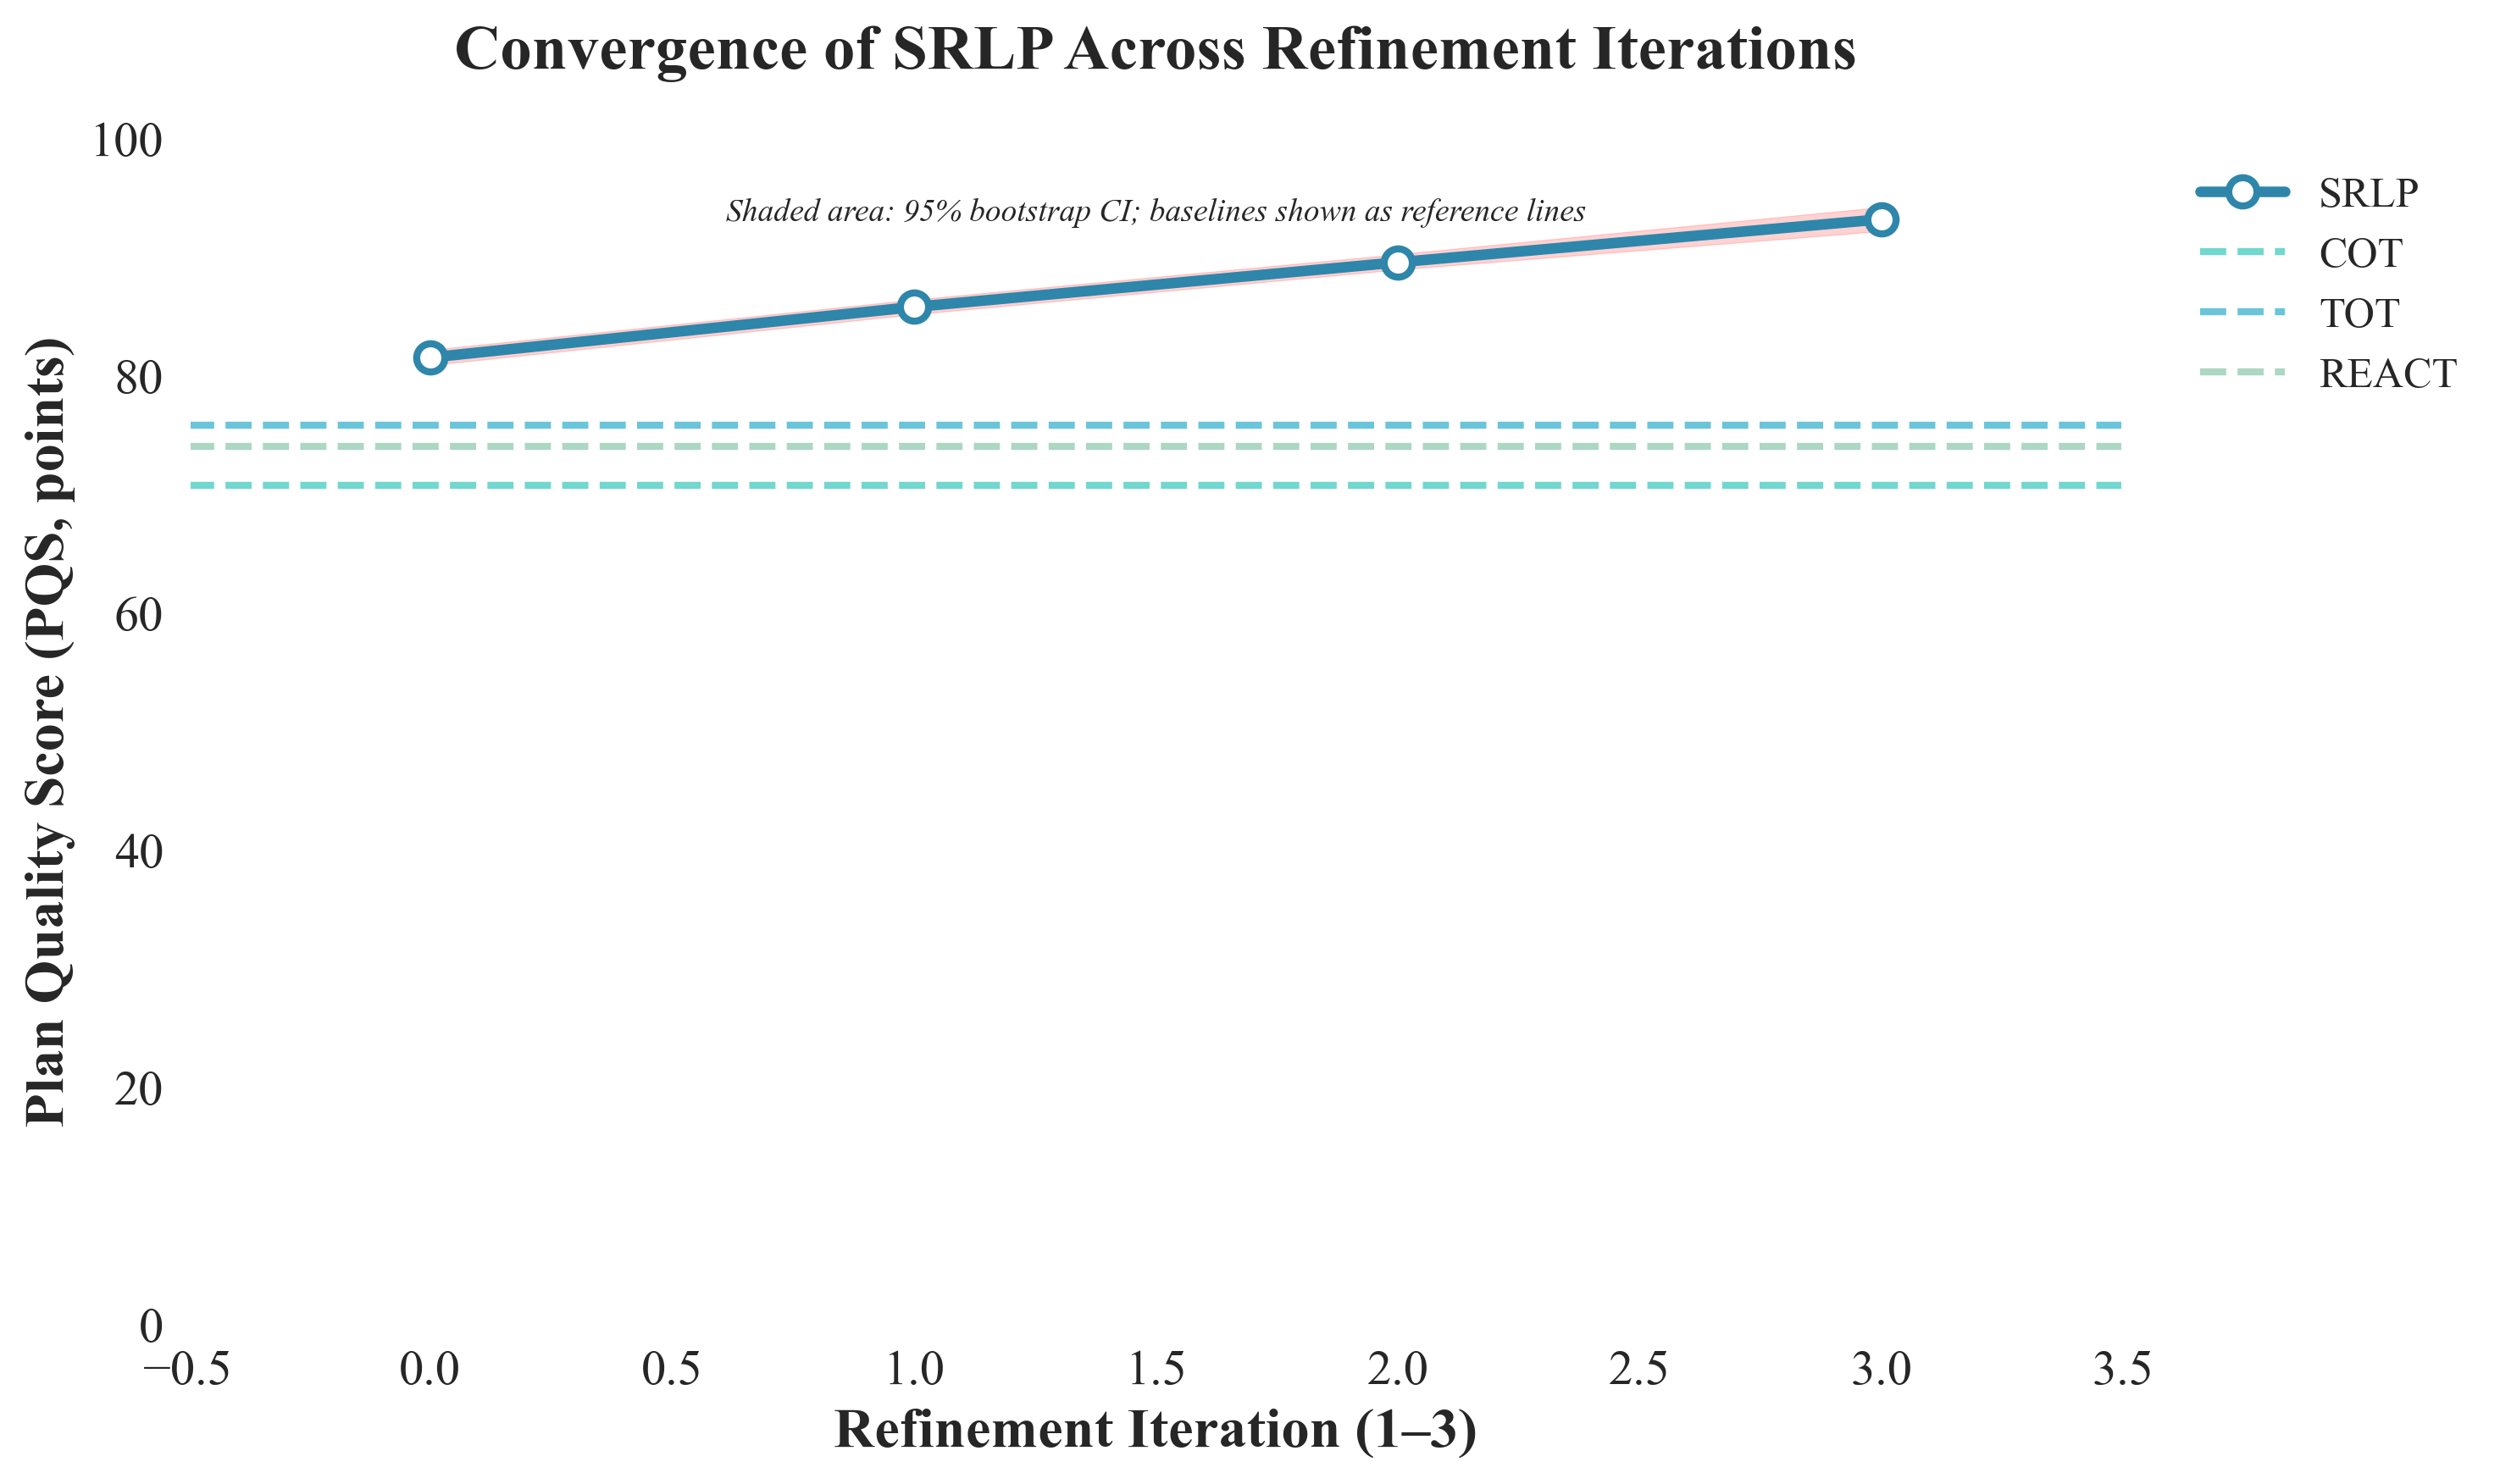 Convergence of SRLP Across Refinement Iterations
100
Shaded area: 95% bootstrap CI; baselines shown as reference lines
SRLP
COT
TOT
REACT
80
60
40
20
0
Plan Quality Score (PQS, points)
−0.5 0.0 0.5 1.0 1.5 2.0 2.5 3.0 3.5
Refinement Iteration (1–3)